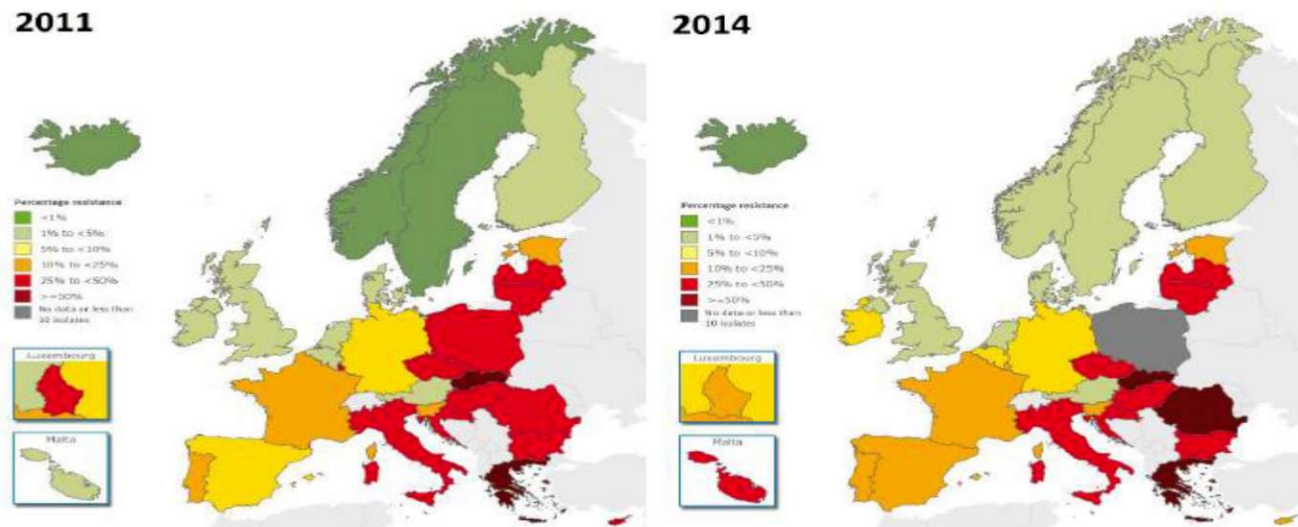 2011
Percentage resistance
<1%
1% to <5%
5% to <10%
10% to <25%
25% to <50%
>=50%
No data or less than
10 isolates
Luxembourg
Malta
2014
Percentage resistance
<1%
1% to <5%
5% to <10%
10% to <25%
25% to <50%
>=50%
No data or less than
10 isolates
Luxembourg
Malta